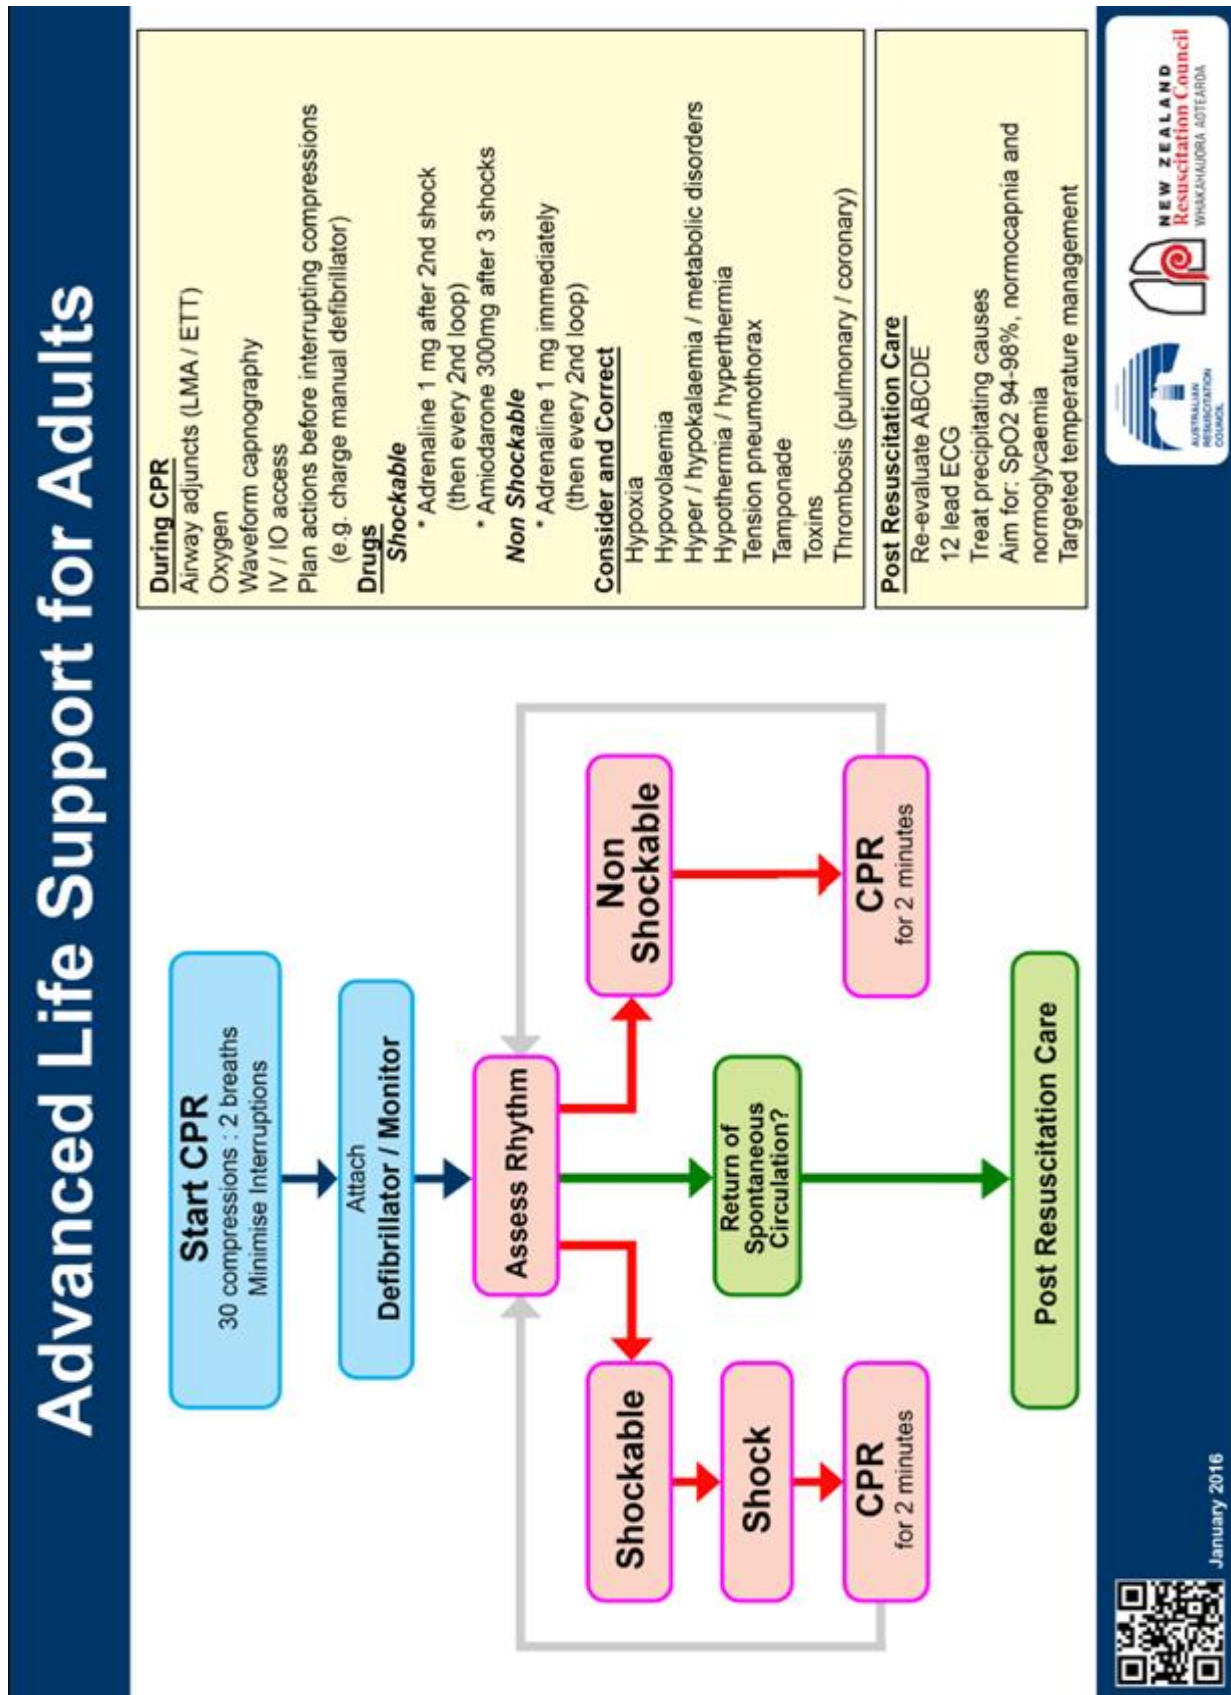 Advanced Life Support for Adults
Start CPR
30 compressions : 2 breaths
Minimise Interruptions
Attach
Defibrillator / Monitor
Assess Rhythm
Shockable
Shock
CPR
for 2 minutes
Return of
Spontaneous
Circulation?
Non
Shockable
CPR
for 2 minutes
Post Resuscitation Care
During CPR
Airway adjuncts (LMA / ETT)
Oxygen
Waveform capnography
IV / IO access
Plan actions before interrupting compressions
(e.g. charge manual defibrillator)
Drugs
Shockable
* Adrenaline 1 mg after 2nd shock
(then every 2nd loop)
* Amiodarone 300mg after 3 shocks
Non Shockable
* Adrenaline 1 mg immediately
(then every 2nd loop)
Consider and Correct
Hypoxia
Hypovolaemia
Hyper / hypokalaemia / metabolic disorders
Hypothermia / hyperthermia
Tension pneumothorax
Tamponade
Toxins
Thrombosis (pulmonary / coronary)
Post Resuscitation Care
Re-evaluate ABCDE
12 lead ECG
Treat precipitating causes
Aim for: SpO2 94-98%, normocapnia and
normoglycaemia
Targeted temperature management
January 2016
AUSTRALIAN
RESUSCITATION
COUNCIL
NEW ZEALAND
Resuscitation Council
WHAKAHAUORA AOTEAROA